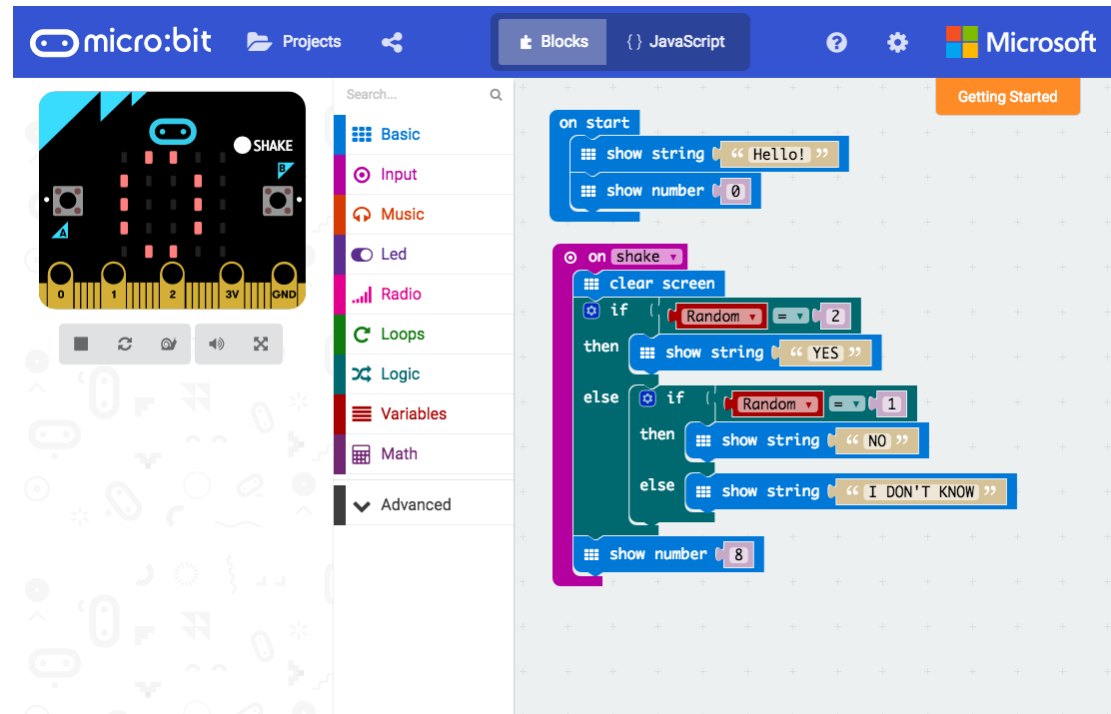 micro:bit Projects Blocks {} JavaScript ? Microsoft
Getting Started
SHAKE
B
A
0 1 2 3V GND
Search...
Basic
Input
Music
Led
Radio
Loops
Logic
Variables
Math
Advanced
on start
show string “ Hello! ”
show number 0
on shake
clear screen
if Random = 2
then show string “ YES ”
else if Random = 1
then show string “ NO ”
else show string “ I DON'T KNOW ”
show number 8